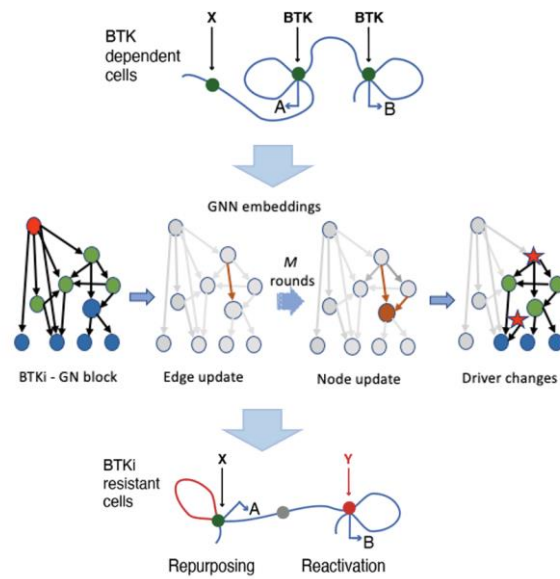 X BTK BTK
BTK
dependent
cells
A B
GNN embeddings
M
rounds
BTKi - GN block Edge update Node update Driver changes
BTKi
resistant
cells
X Y
A
B
Repurposing Reactivation